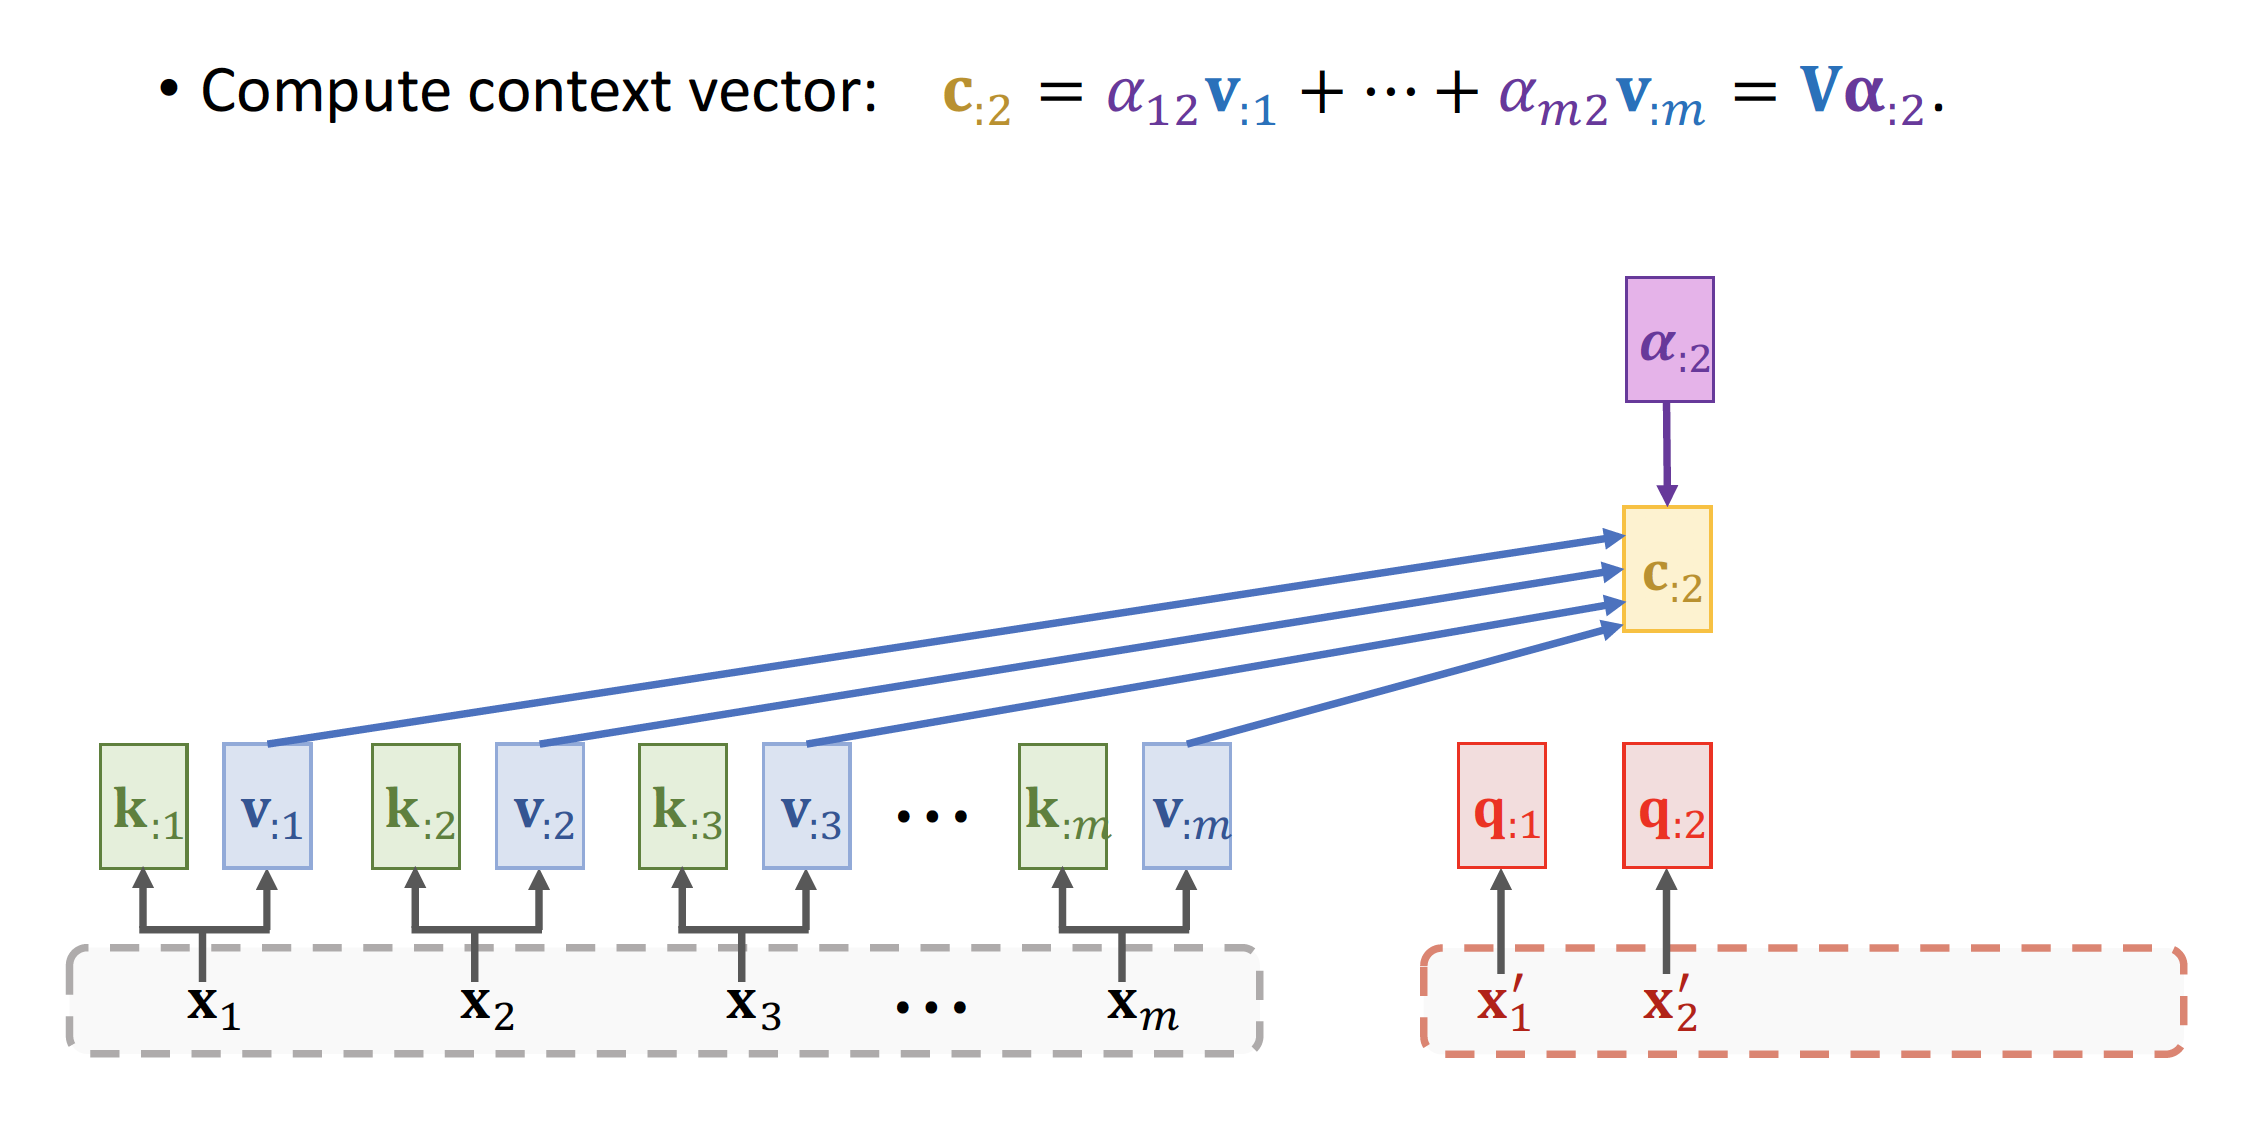 • Compute context vector: c:2 = α12v:1 + ⋯ + αm2v:m = Vα:2.
α:2
c:2
k:1 v:1 k:2 v:2 k:3 v:3 ⋯ k:m v:m q:1 q:2
x1 x2 x3 ⋯ xm x′1 x′2